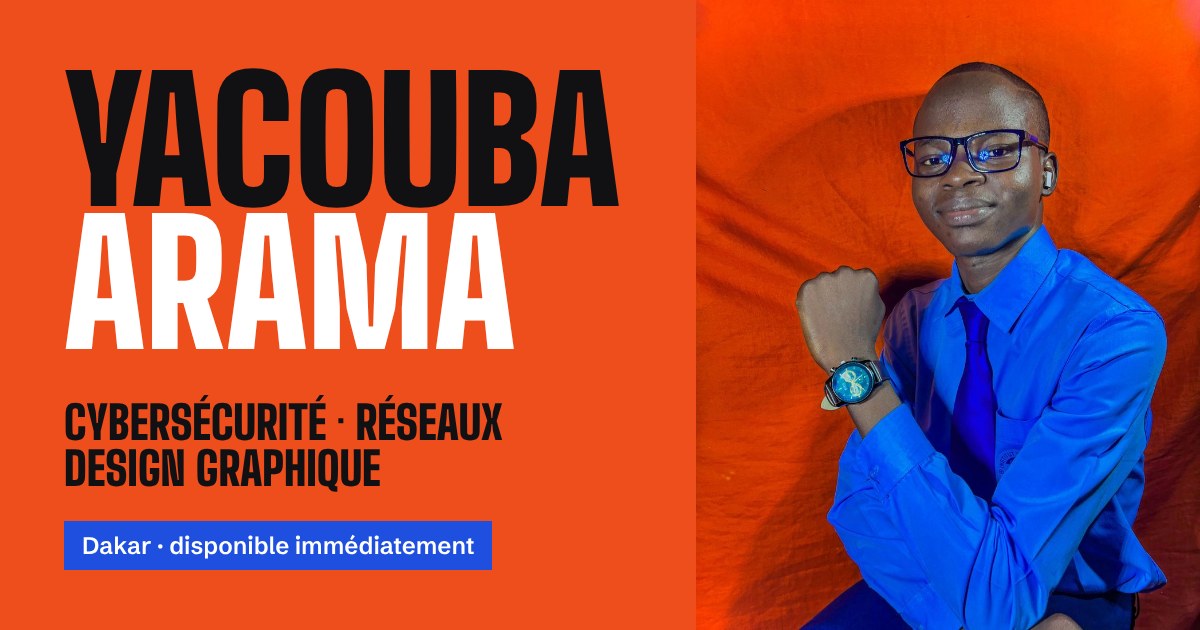 YACOUBA
ARAMA
CYBERSÉCURITÉ · RÉSEAUX
DESIGN GRAPHIQUE
Dakar · disponible immédiatement